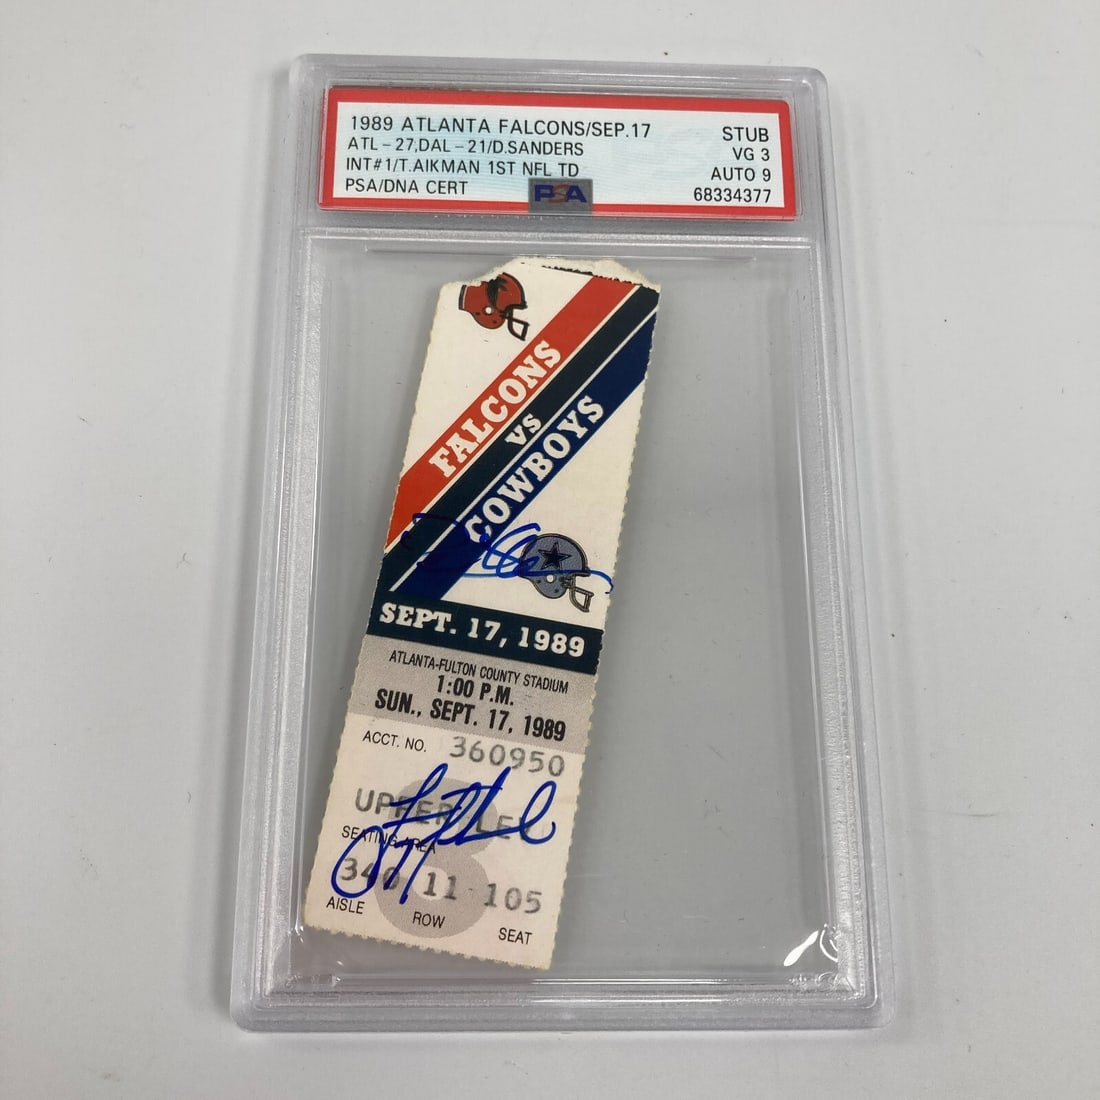 1989 ATLANTA FALCONS/SEP.17 STUB
ATL-27,DAL-21/D.SANDERS VG 3
INT#1/T.AIKMAN 1ST NFL TD AUTO 9
PSA/DNA CERT PSA 68334377
FALCONS
VS
COWBOYS
SEPT. 17, 1989
ATLANTA-FULTON COUNTY STADIUM
1:00 P.M.
SUN., SEPT. 17, 1989
ACCT. NO. 360950
UPPER LEV
SEATING AREA
340 11 105
AISLE ROW SEAT